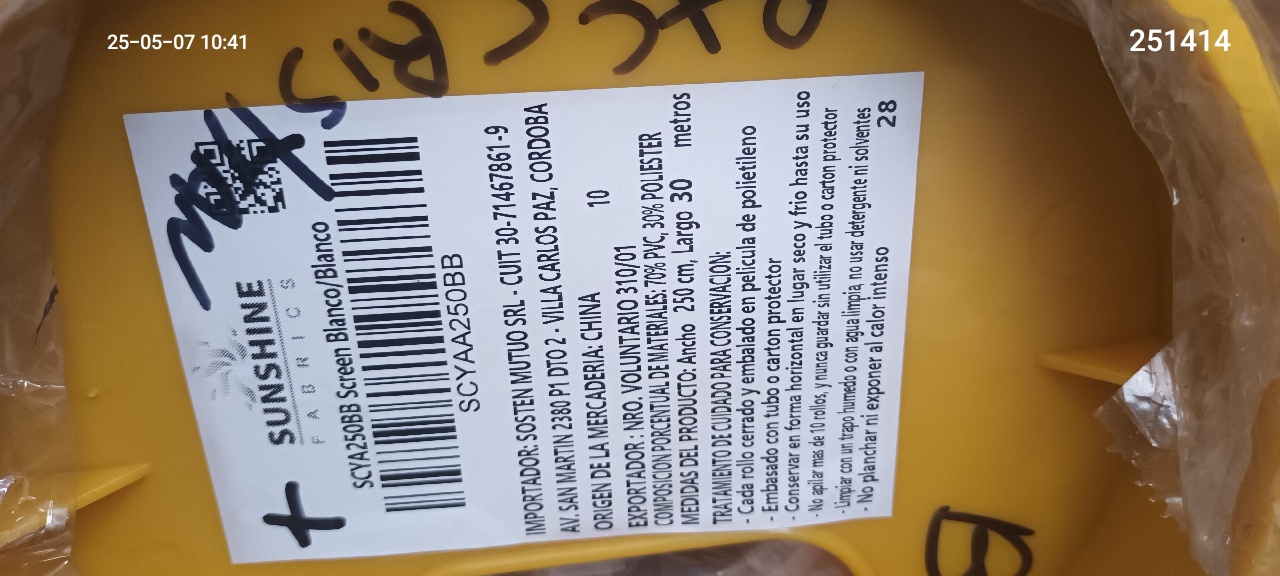 25-05-07 10:41
251414
SUNSHINE
FABRICS
SCYA250BB Screen Blanco/Blanco
SCYAA250BB
IMPORTADOR: SOSTEN MUTUO SRL - CUIT 30-71467861-9
AV. SAN MARTIN 2380 P1 DTO 2 - VILLA CARLOS PAZ, CORDOBA
ORIGEN DE LA MERCADERIA: CHINA 10
EXPORTADOR : NRO. VOLUNTARIO 310/01
COMPOSICION PORCENTUAL DE MATERIALES: 70% PVC, 30% POLIESTER
MEDIDAS DEL PRODUCTO: Ancho 250 cm, Largo 30 metros
TRATAMIENTO DE CUIDADO PARA CONSERVACION:
- Cada rollo cerrado y embalado en pelicula de polietileno
- Embasado con tubo o carton protector
- Conservar en forma horizontal en lugar seco y frio hasta su uso
- No apilar mas de 10 rollos, y nunca guardar sin utilizar el tubo o carton protector
- Limpiar con un trapo humedo o con agua limpia, no usar detergente ni solventes
- No planchar ni exponer al calor intenso
28